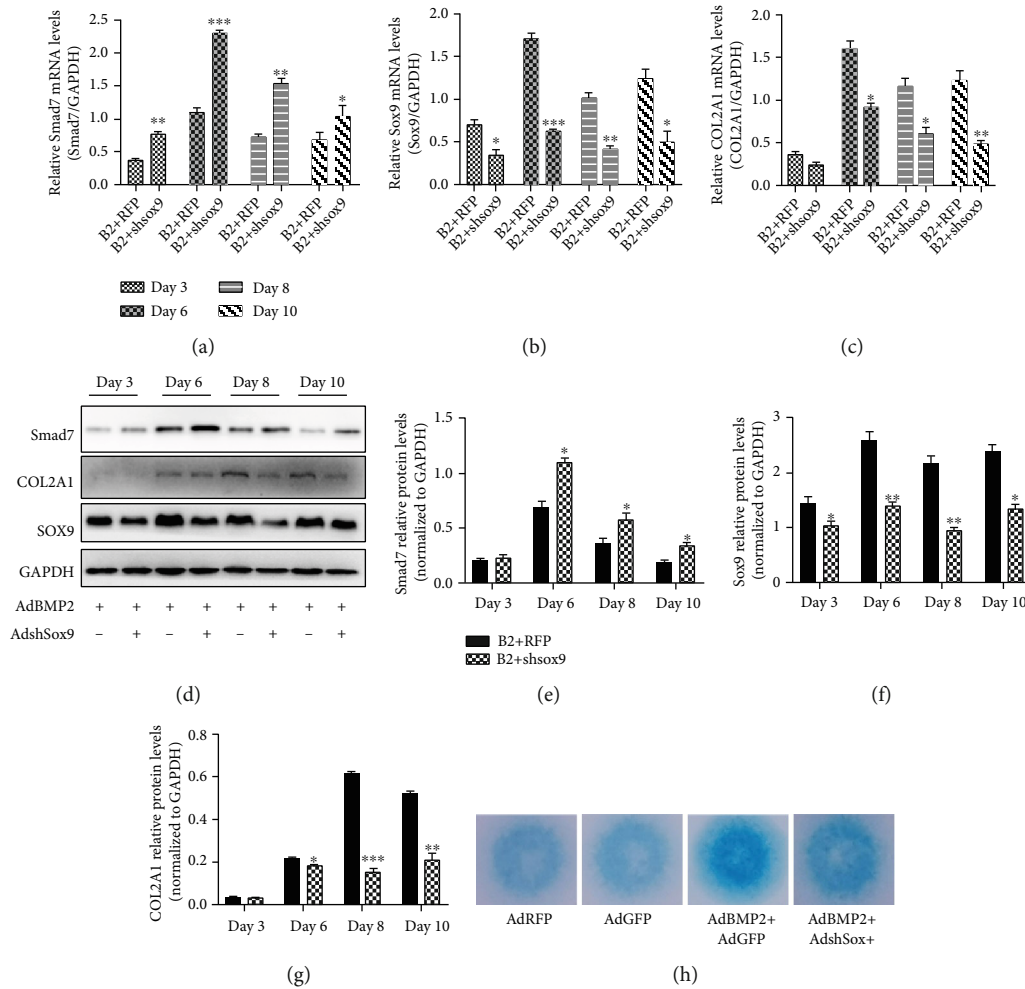 Relative Smad7 mRNA levels
(Smad7/GAPDH)
2.5
2.0
1.5
1.0
0.5
0.0
**
***
**
*
B2+RFP
B2+shsox9
B2+RFP
B2+shsox9
B2+RFP
B2+shsox9
B2+RFP
B2+shsox9
Day 3
Day 8
Day 6
Day 10
(a)
Relative Sox9 mRNA levels
(Sox9/GAPDH)
2.0
1.5
1.0
0.5
0.0
*
***
**
*
B2+RFP
B2+shsox9
B2+RFP
B2+shsox9
B2+RFP
B2+shsox9
B2+RFP
B2+shsox9
(b)
Relative COL2A1 mRNA levels
(COL2A1/GAPDH)
2.0
1.5
1.0
0.5
0.0
*
*
**
B2+RFP
B2+shsox9
B2+RFP
B2+shsox9
B2+RFP
B2+shsox9
B2+RFP
B2+shsox9
(c)
Day 3 Day 6 Day 8 Day 10
Smad7
COL2A1
SOX9
GAPDH
AdBMP2 + + + + + + + +
AdshSox9 – + – + – + – +
(d)
Smad7 relative protein levels
(normalized to GAPDH)
1.5
1.0
0.5
0.0
*
*
*
Day 3 Day 6 Day 8 Day 10
B2+RFP
B2+shsox9
(e)
Sox9 relative protein levels
(normalized to GAPDH)
3
2
1
0
*
**
**
*
Day 3 Day 6 Day 8 Day 10
(f)
COL2A1 relative protein levels
(normalized to GAPDH)
0.8
0.6
0.4
0.2
0.0
*
***
**
Day 3 Day 6 Day 8 Day 10
(g)
AdRFP
AdGFP
AdBMP2+
AdGFP
AdBMP2+
AdshSox+
(h)